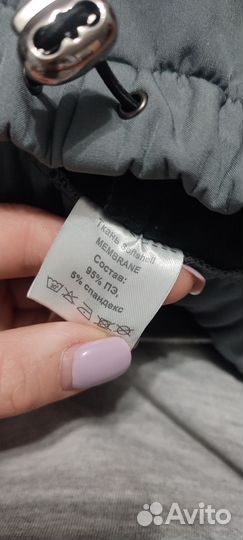 Ткань Softshell
MEMBRANE
Состав:
95% ПЭ,
5% спандекс
Avito